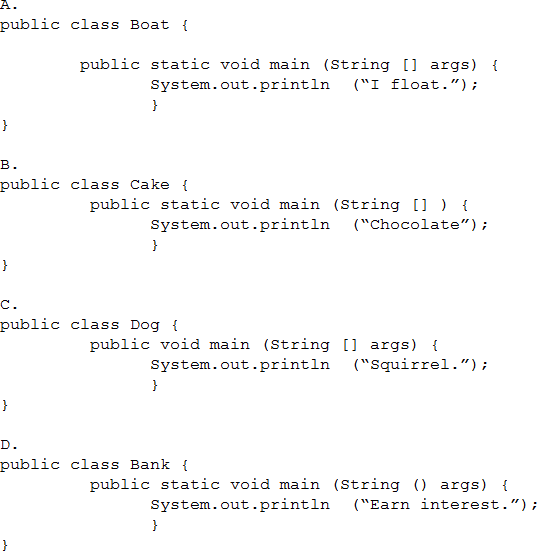 A.
public class Boat {
public static void main (String [] args) {
System.out.println  (“I float.”);
}
}
B.
public class Cake {
public static void main (String [] ) {
System.out.println  (“Chocolate”);
}
}
C.
public class Dog {
public void main (String [] args) {
System.out.println  (“Squirrel.”);
}
}
D.
public class Bank {
public static void main (String () args) {
System.out.println  (“Earn interest.”);
}
}